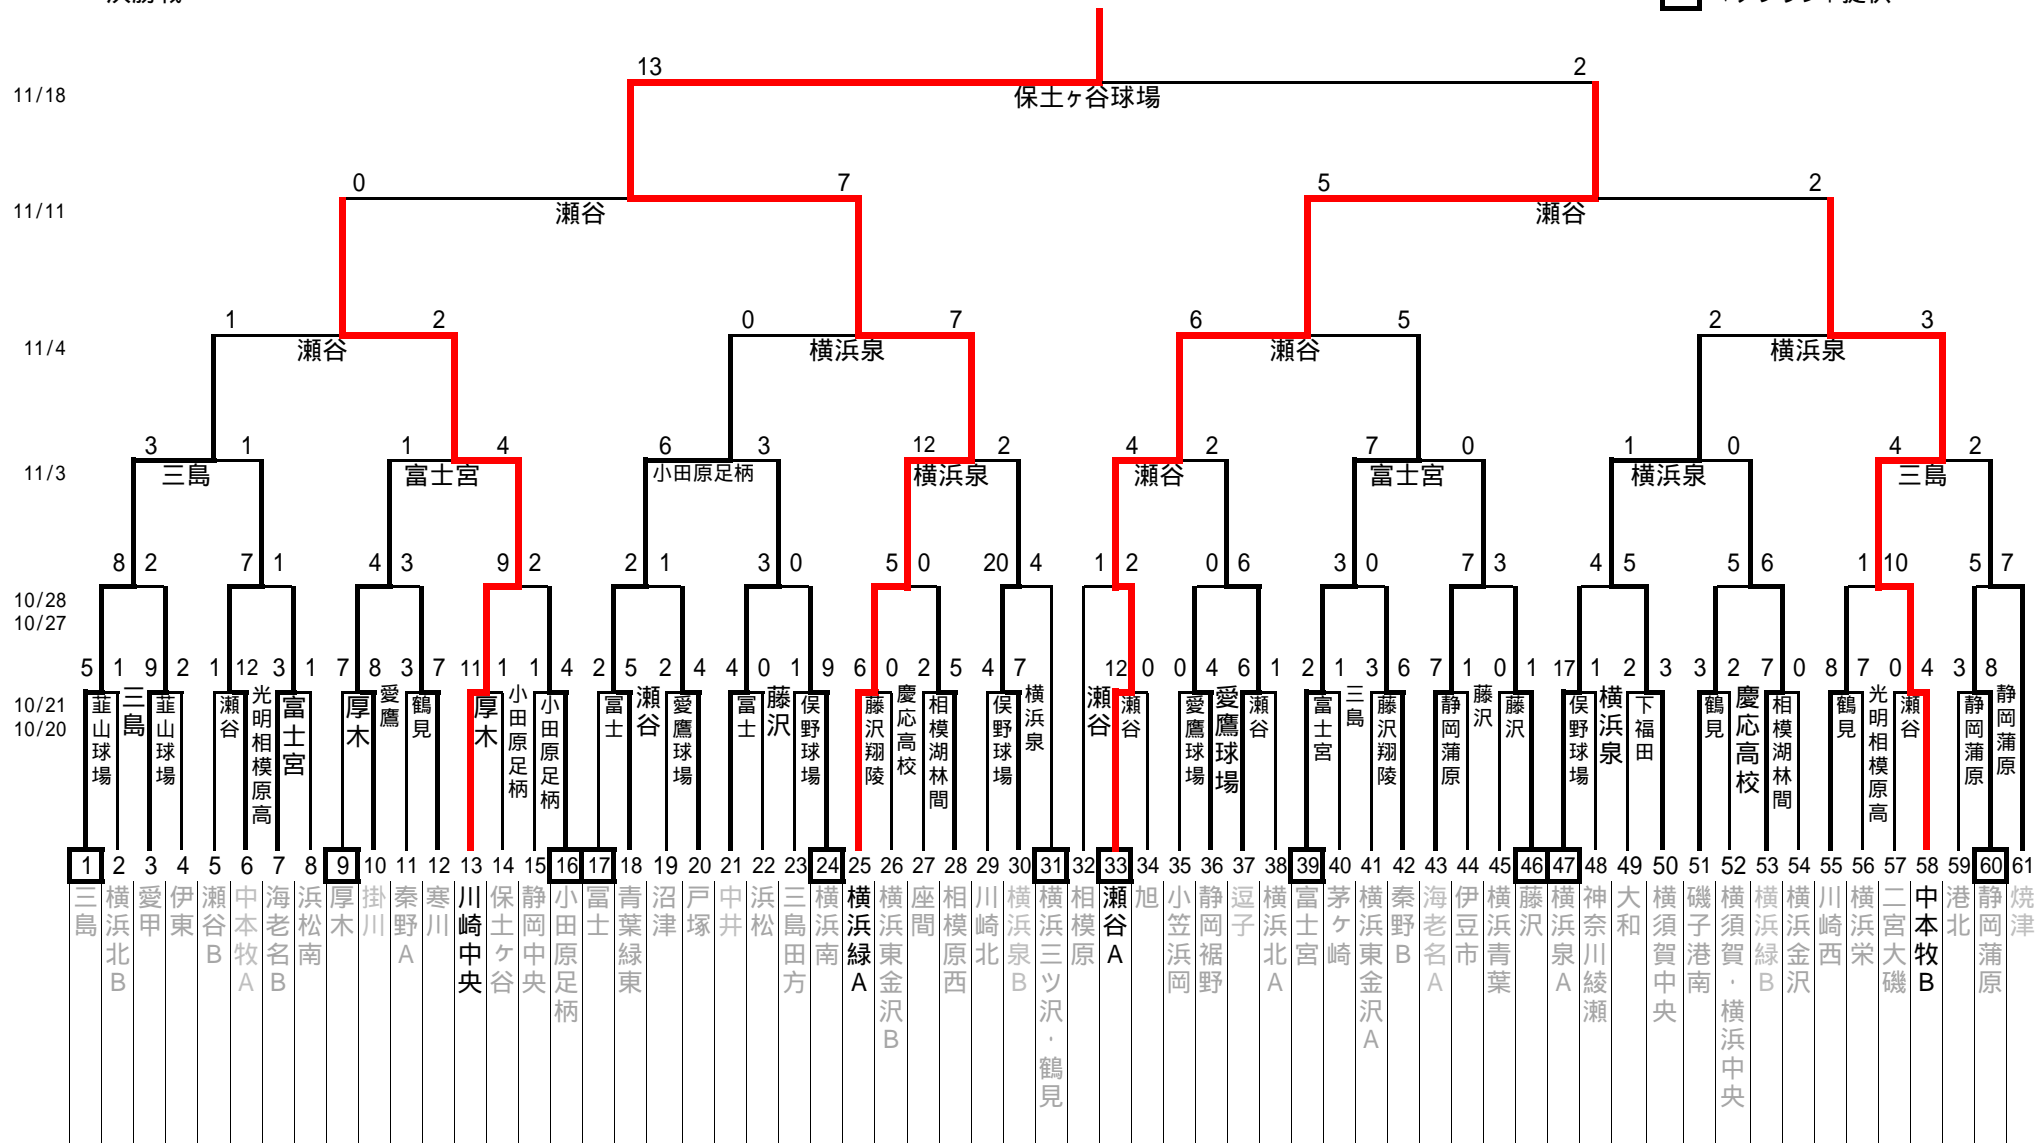 13 2
11/18
保土ヶ谷球場
0 7 5 2
11/11
瀬谷 瀬谷
1 2 0 7 6 5 2 3
11/4
瀬谷 横浜泉 瀬谷 横浜泉
3 1 1 4 6 3 12 2 4 2 7 0 1 0 4 2
11/3
三島 富士宮 小田原足柄 横浜泉 瀬谷 富士宮 横浜泉 三島
8 2 7 1 4 3 9 2 2 1 3 0 5 0 20 4 1 2 0 6 3 0 7 3 4 5 5 6 1 10 5 7
10/28
10/27
5 1 9 2 1 12 3 1 7 8 3 7 11 1 1 4 2 5 2 4 4 0 1 9 6 0 2 5 4 7 12 0 0 4 6 1 2 1 3 6 7 1 0 1 17 1 2 3 3 2 7 0 8 7 0 4 3 8
10/21
10/20
韮山球場
三島
韮山球場
瀬谷
光明相模原高
富士宮
厚木
愛鷹
鶴見
厚木
小田原足柄
小田原足柄
富士
瀬谷
愛鷹球場
富士
藤沢
俣野球場
藤沢翔陵
慶応高校
相模湖林間
俣野球場
横浜泉
瀬谷
瀬谷
愛鷹球場
愛鷹球場
瀬谷
富士宮
三島
藤沢翔陵
静岡蒲原
藤沢
藤沢
俣野球場
横浜泉
下福田
鶴見
慶応高校
相模湖林間
鶴見
光明相模原高
瀬谷
静岡蒲原
静岡蒲原
1 2 3 4 5 6 7 8 9 10 11 12 13 14 15 16 17 18 19 20 21 22 23 24 25 26 27 28 29 30 31 32 33 34 35 36 37 38 39 40 41 42 43 44 45 46 47 48 49 50 51 52 53 54 55 56 57 58 59 60 61
三島
横浜北B
愛甲
伊東
瀬谷B
中本牧A
海老名B
浜松南
厚木
掛川
秦野A
寒川
川崎中央
保土ケ谷
静岡中央
小田原足柄
富士
青葉緑東
沼津
戸塚
中井
浜松
三島田方
横浜南
横浜緑A
横浜東金沢B
座間
相模原西
川崎北
横浜泉B
横浜三ツ沢・鶴見
相模原
瀬谷A
旭
小笠浜岡
静岡裾野
逗子
横浜北A
富士宮
茅ヶ崎
横浜東金沢A
秦野B
海老名A
伊豆市
横浜青葉
藤沢
横浜泉A
神奈川綾瀬
大和
横須賀中央
磯子港南
横須賀・横浜中央
横浜緑B
横浜金沢
川崎西
横浜栄
二宮大磯
中本牧B
港北
静岡蒲原
焼津